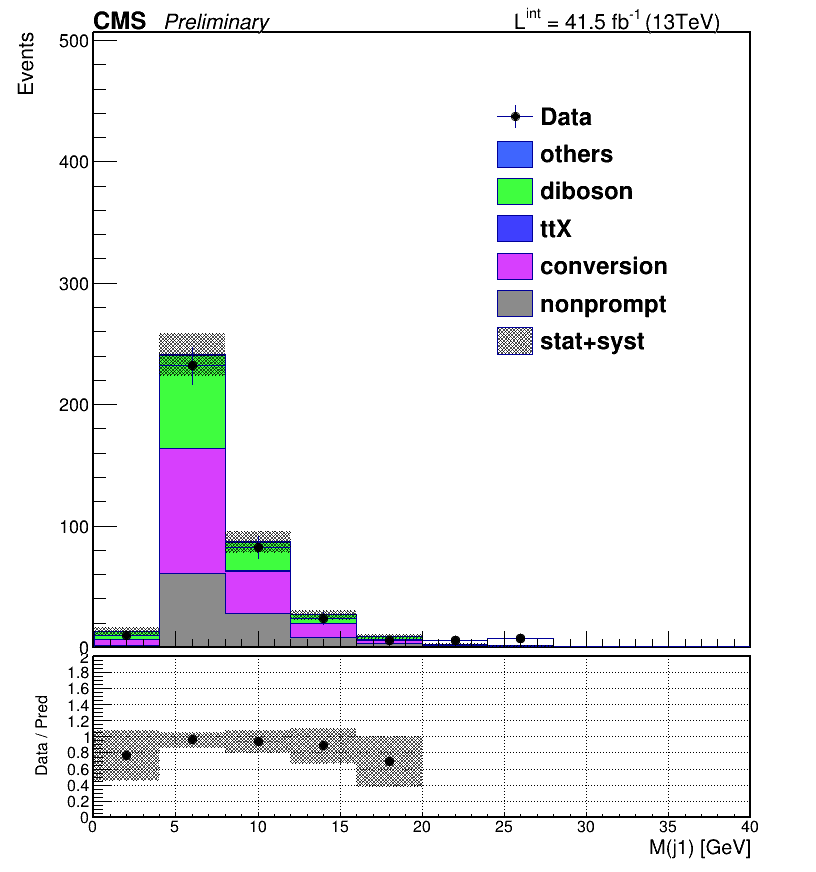 CMS Preliminary L^int = 41.5 fb^-1 (13TeV)
Events
500
400
300
200
100
0
Data
others
diboson
ttX
conversion
nonprompt
stat+syst
Data / Pred
2
1.8
1.6
1.4
1.2
1
0.8
0.6
0.4
0.2
0
0 5 10 15 20 25 30 35 40
M(j1) [GeV]